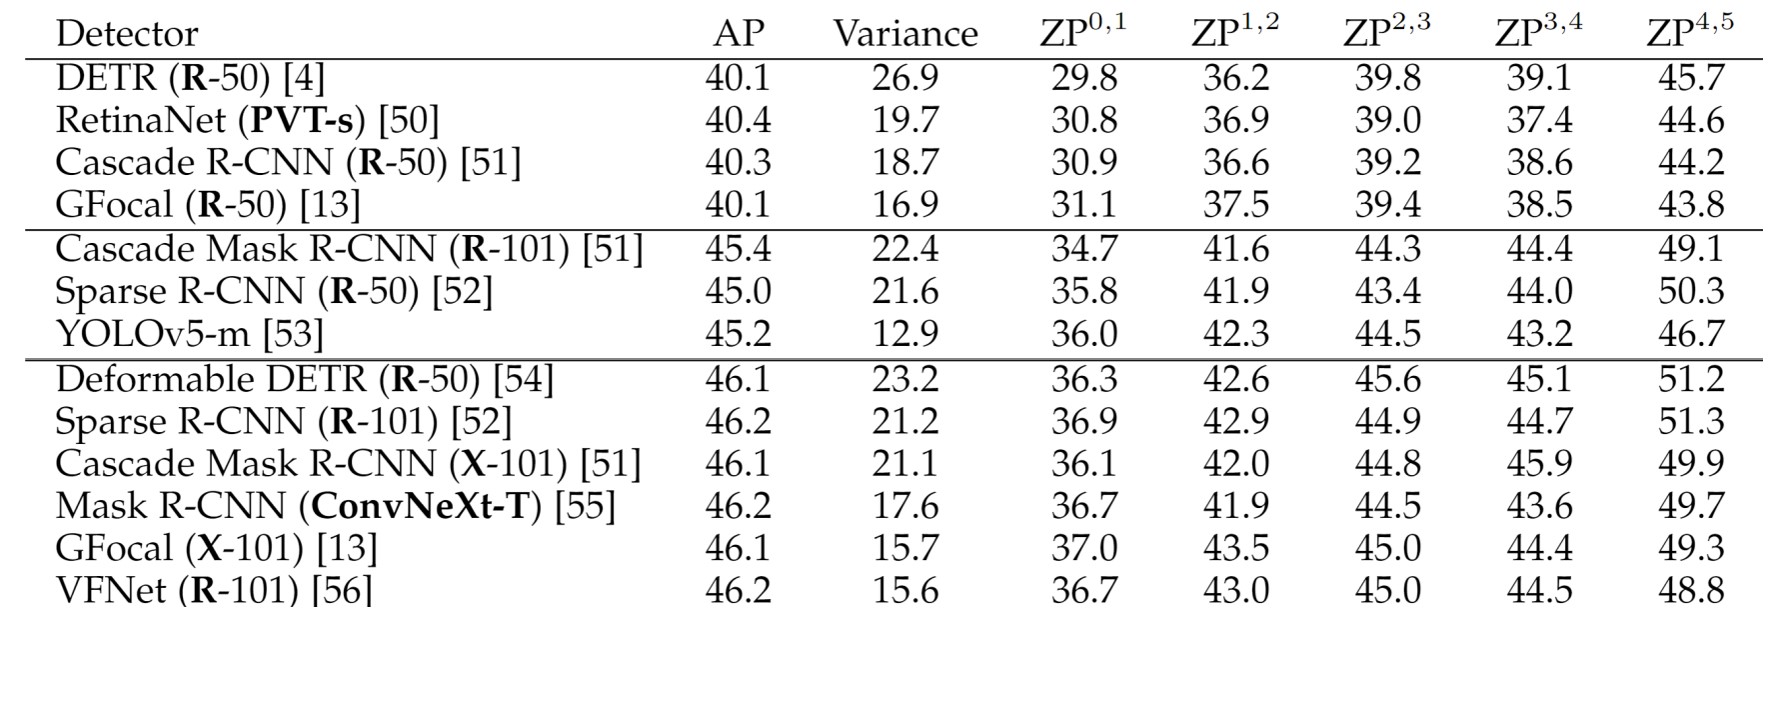 Detector AP Variance ZP^0,1 ZP^1,2 ZP^2,3 ZP^3,4 ZP^4,5
DETR (R-50) [4] 40.1 26.9 29.8 36.2 39.8 39.1 45.7
RetinaNet (PVT-s) [50] 40.4 19.7 30.8 36.9 39.0 37.4 44.6
Cascade R-CNN (R-50) [51] 40.3 18.7 30.9 36.6 39.2 38.6 44.2
GFocal (R-50) [13] 40.1 16.9 31.1 37.5 39.4 38.5 43.8
Cascade Mask R-CNN (R-101) [51] 45.4 22.4 34.7 41.6 44.3 44.4 49.1
Sparse R-CNN (R-50) [52] 45.0 21.6 35.8 41.9 43.4 44.0 50.3
YOLOv5-m [53] 45.2 12.9 36.0 42.3 44.5 43.2 46.7
Deformable DETR (R-50) [54] 46.1 23.2 36.3 42.6 45.6 45.1 51.2
Sparse R-CNN (R-101) [52] 46.2 21.2 36.9 42.9 44.9 44.7 51.3
Cascade Mask R-CNN (X-101) [51] 46.1 21.1 36.1 42.0 44.8 45.9 49.9
Mask R-CNN (ConvNeXt-T) [55] 46.2 17.6 36.7 41.9 44.5 43.6 49.7
GFocal (X-101) [13] 46.1 15.7 37.0 43.5 45.0 44.4 49.3
VFNet (R-101) [56] 46.2 15.6 36.7 43.0 45.0 44.5 48.8